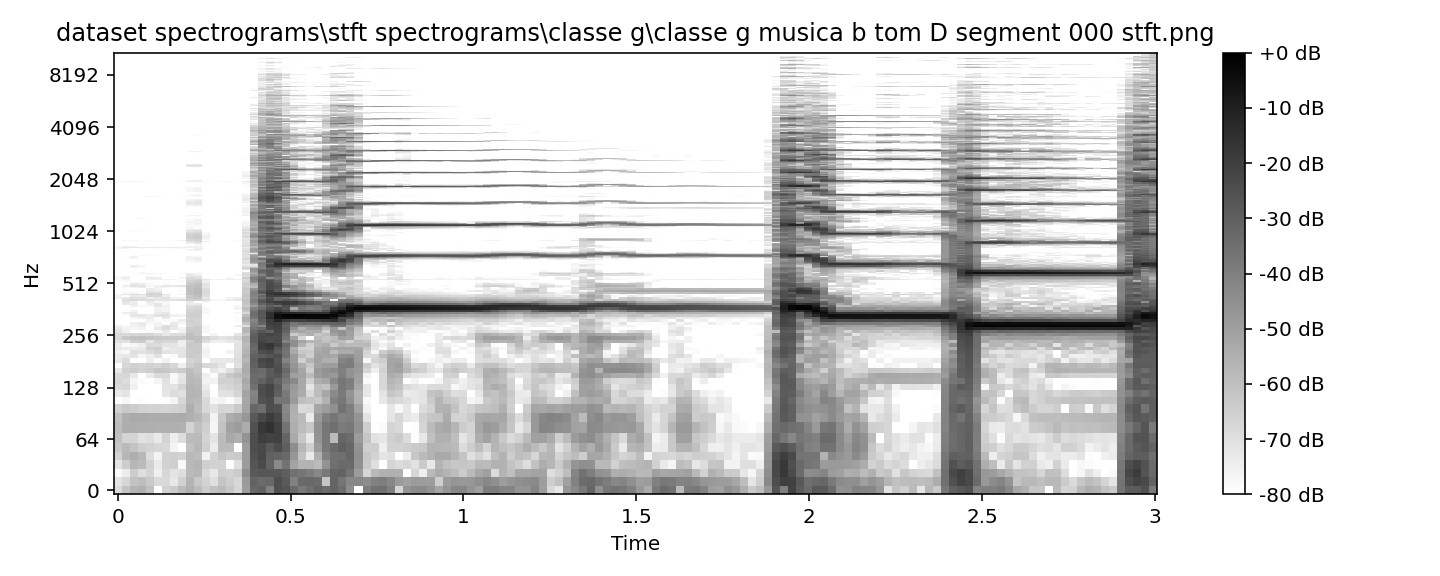 dataset spectrograms\stft spectrograms\classe g\classe g musica b tom D segment 000 stft.png
8192
4096
2048
1024
512
256
128
64
0
Hz
0
0.5
1
1.5
2
2.5
3
Time
+0 dB
-10 dB
-20 dB
-30 dB
-40 dB
-50 dB
-60 dB
-70 dB
-80 dB